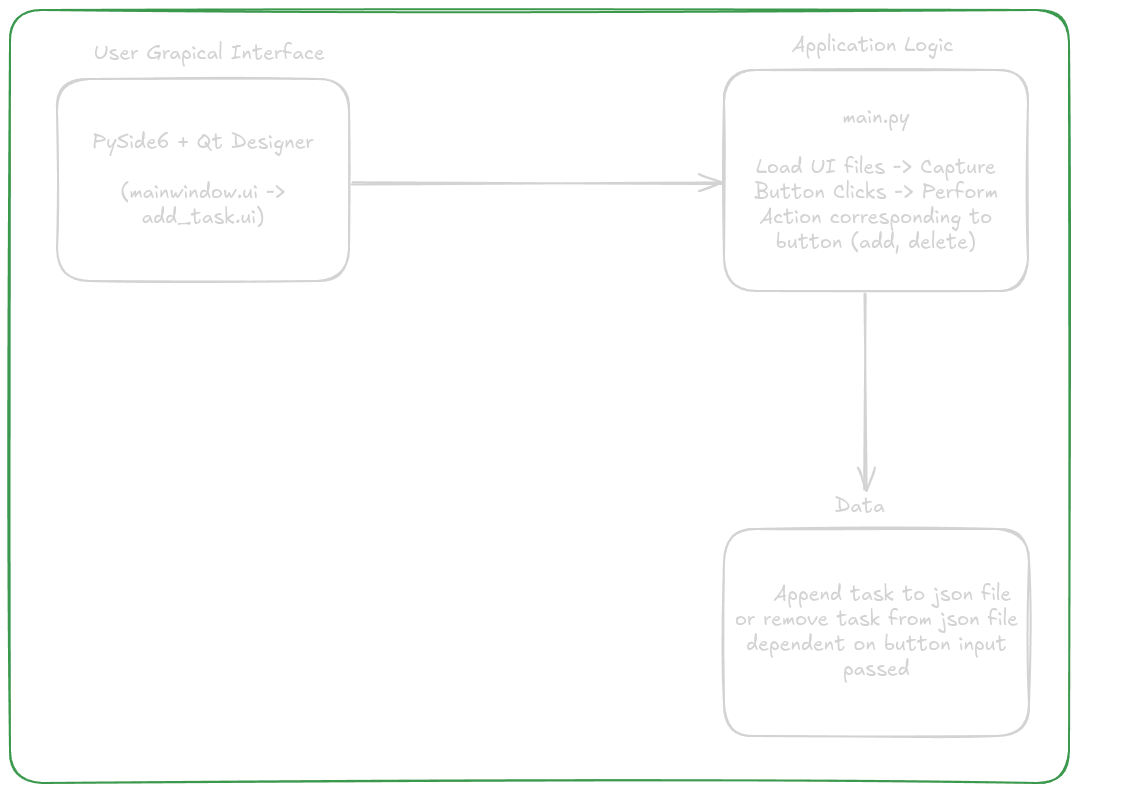 User Grapical Interface
PySide6 + Qt Designer
(mainwindow.ui ->
add_task.ui)
Application Logic
main.py
Load UI files -> Capture
Button Clicks -> Perform
Action corresponding to
button (add, delete)
Data
Append task to json file
or remove task from json file
dependent on button input
passed